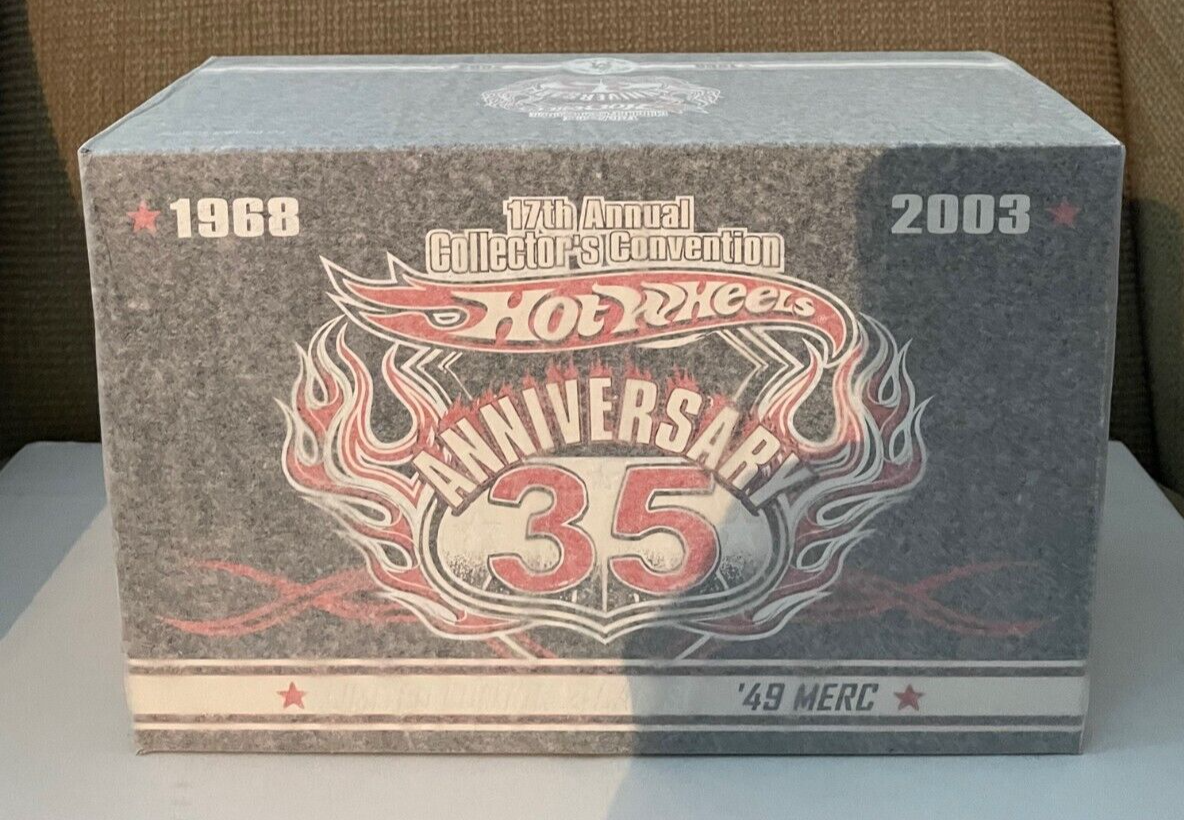 1968
17th Annual
Collector's Convention
2003
Hot Wheels
ANNIVERSARY
35
'49 MERC